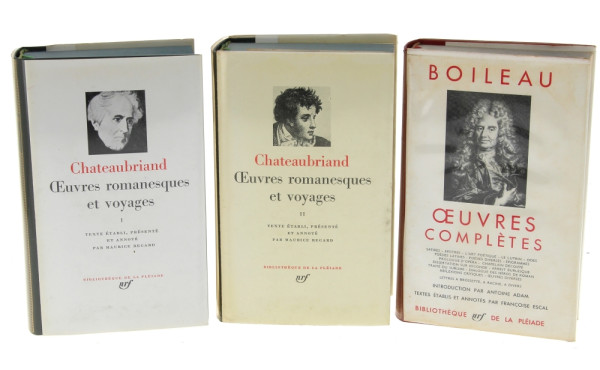 Chateaubriand
Œuvres romanesques
et voyages
I
TEXTE ÉTABLI, PRÉSENTÉ
ET ANNOTÉ
PAR MAURICE REGARD
BIBLIOTHÈQUE DE LA PLÉIADE
nrf
Chateaubriand
Œuvres romanesques
et voyages
II
TEXTE ÉTABLI, PRÉSENTÉ
ET ANNOTÉ
PAR MAURICE REGARD
BIBLIOTHÈQUE DE LA PLÉIADE
nrf
BOILEAU
ŒUVRES
COMPLÈTES
INTRODUCTION PAR ANTOINE ADAM
TEXTES ÉTABLIS ET ANNOTÉS PAR FRANÇOISE ESCAL
BIBLIOTHÈQUE nrf DE LA PLÉIADE